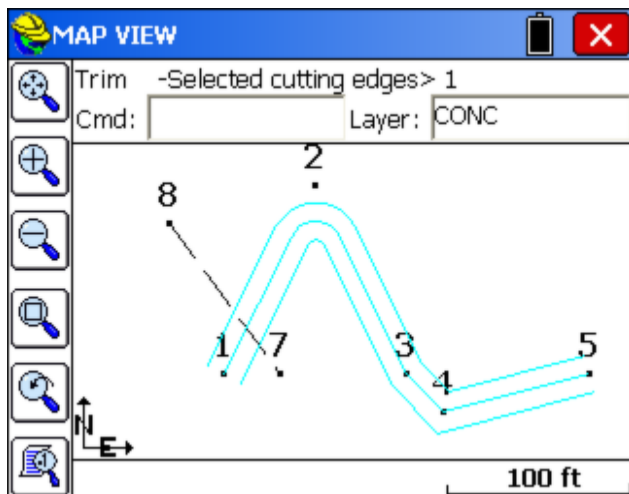 MAP VIEW
Trim -Selected cutting edges> 1
Cmd: Layer: CONC
2
8
1 7 3 5
4
N
E
100 ft